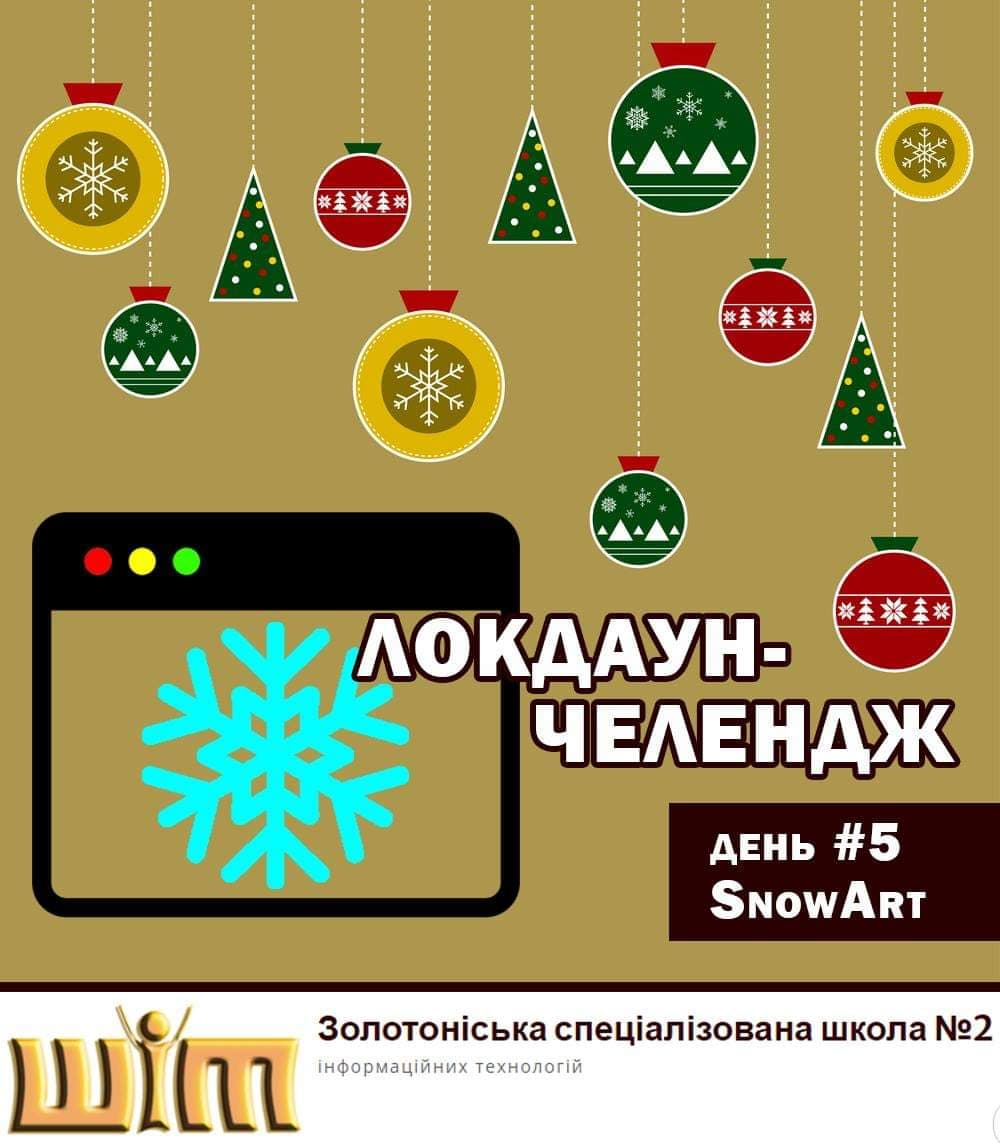 ЛОКДАУН-
ЧЕЛЕНДЖ
ДЕНЬ #5
SNOWART
шіт
Золотоніська спеціалізована школа №2
інформаційних технологій